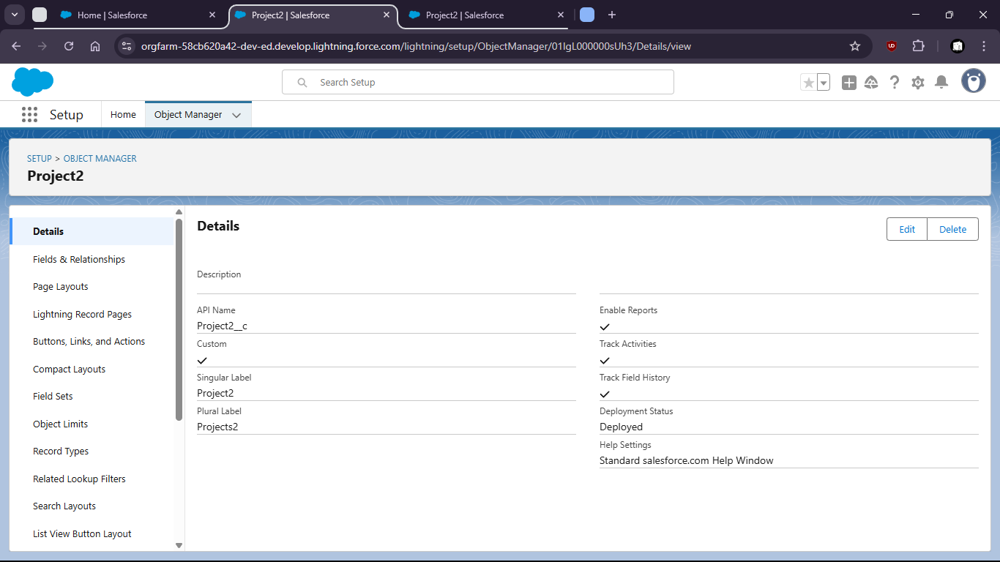 Home | Salesforce
Project2 | Salesforce
Project2 | Salesforce
orgfarm-58cb620a42-dev-ed.develop.lightning.force.com/lightning/setup/ObjectManager/01IgL000000sUh3/Details/view
Search Setup
Setup
Home
Object Manager
SETUP > OBJECT MANAGER
Project2
Details
Fields & Relationships
Page Layouts
Lightning Record Pages
Buttons, Links, and Actions
Compact Layouts
Field Sets
Object Limits
Record Types
Related Lookup Filters
Search Layouts
List View Button Layout
Details
Edit
Delete
Description
API Name
Project2__c
Custom
Singular Label
Project2
Plural Label
Projects2
Enable Reports
Track Activities
Track Field History
Deployment Status
Deployed
Help Settings
Standard salesforce.com Help Window